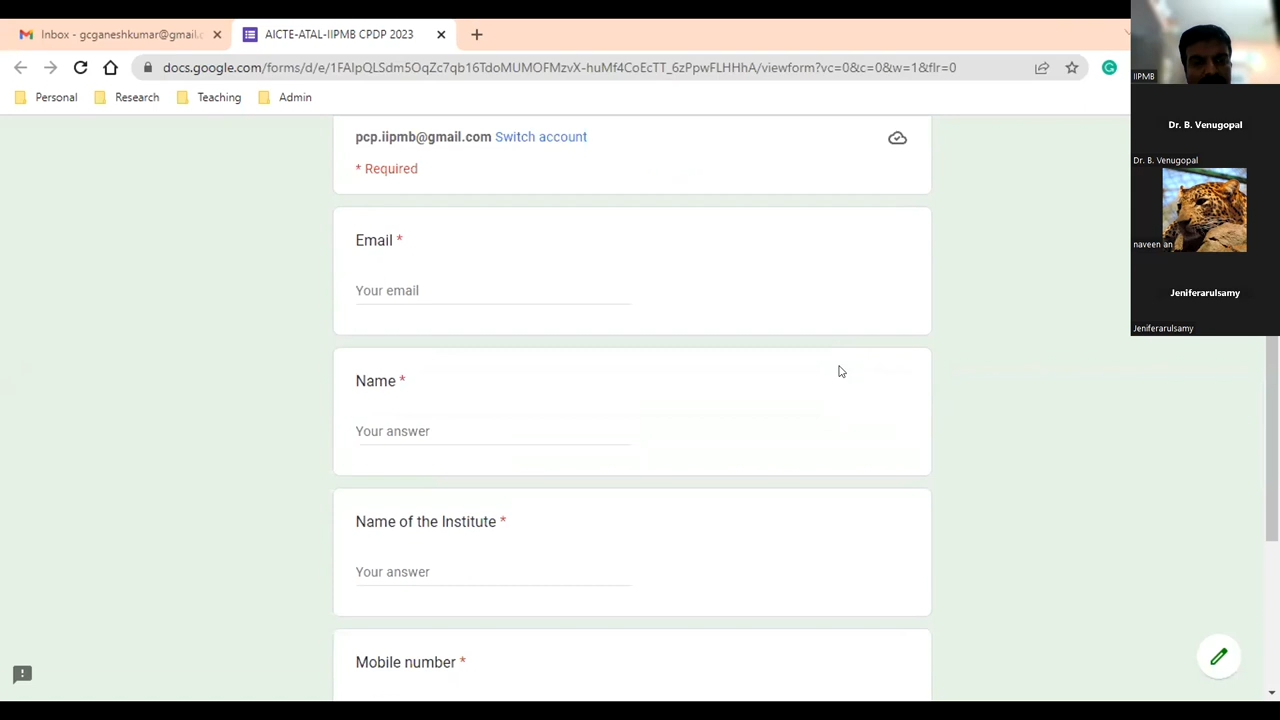 Inbox - gcganeshkumar@gmail.c
AICTE-ATAL-IIPMB CPDP 2023
docs.google.com/forms/d/e/1FAIpQLSdm5OqZc7qb16TdoMUMOFMzvX-huMf4CoEcTT_6zPpwFLHHhA/viewform?vc=0&c=0&w=1&flr=0
Personal
Research
Teaching
Admin
pcp.iipmb@gmail.com Switch account
* Required
Email *
Your email
Name *
Your answer
Name of the Institute *
Your answer
Mobile number *
IIPMB
Dr. B. Venugopal
Dr. B. Venugopal
naveen an
Jeniferarulsamy
Jeniferarulsamy